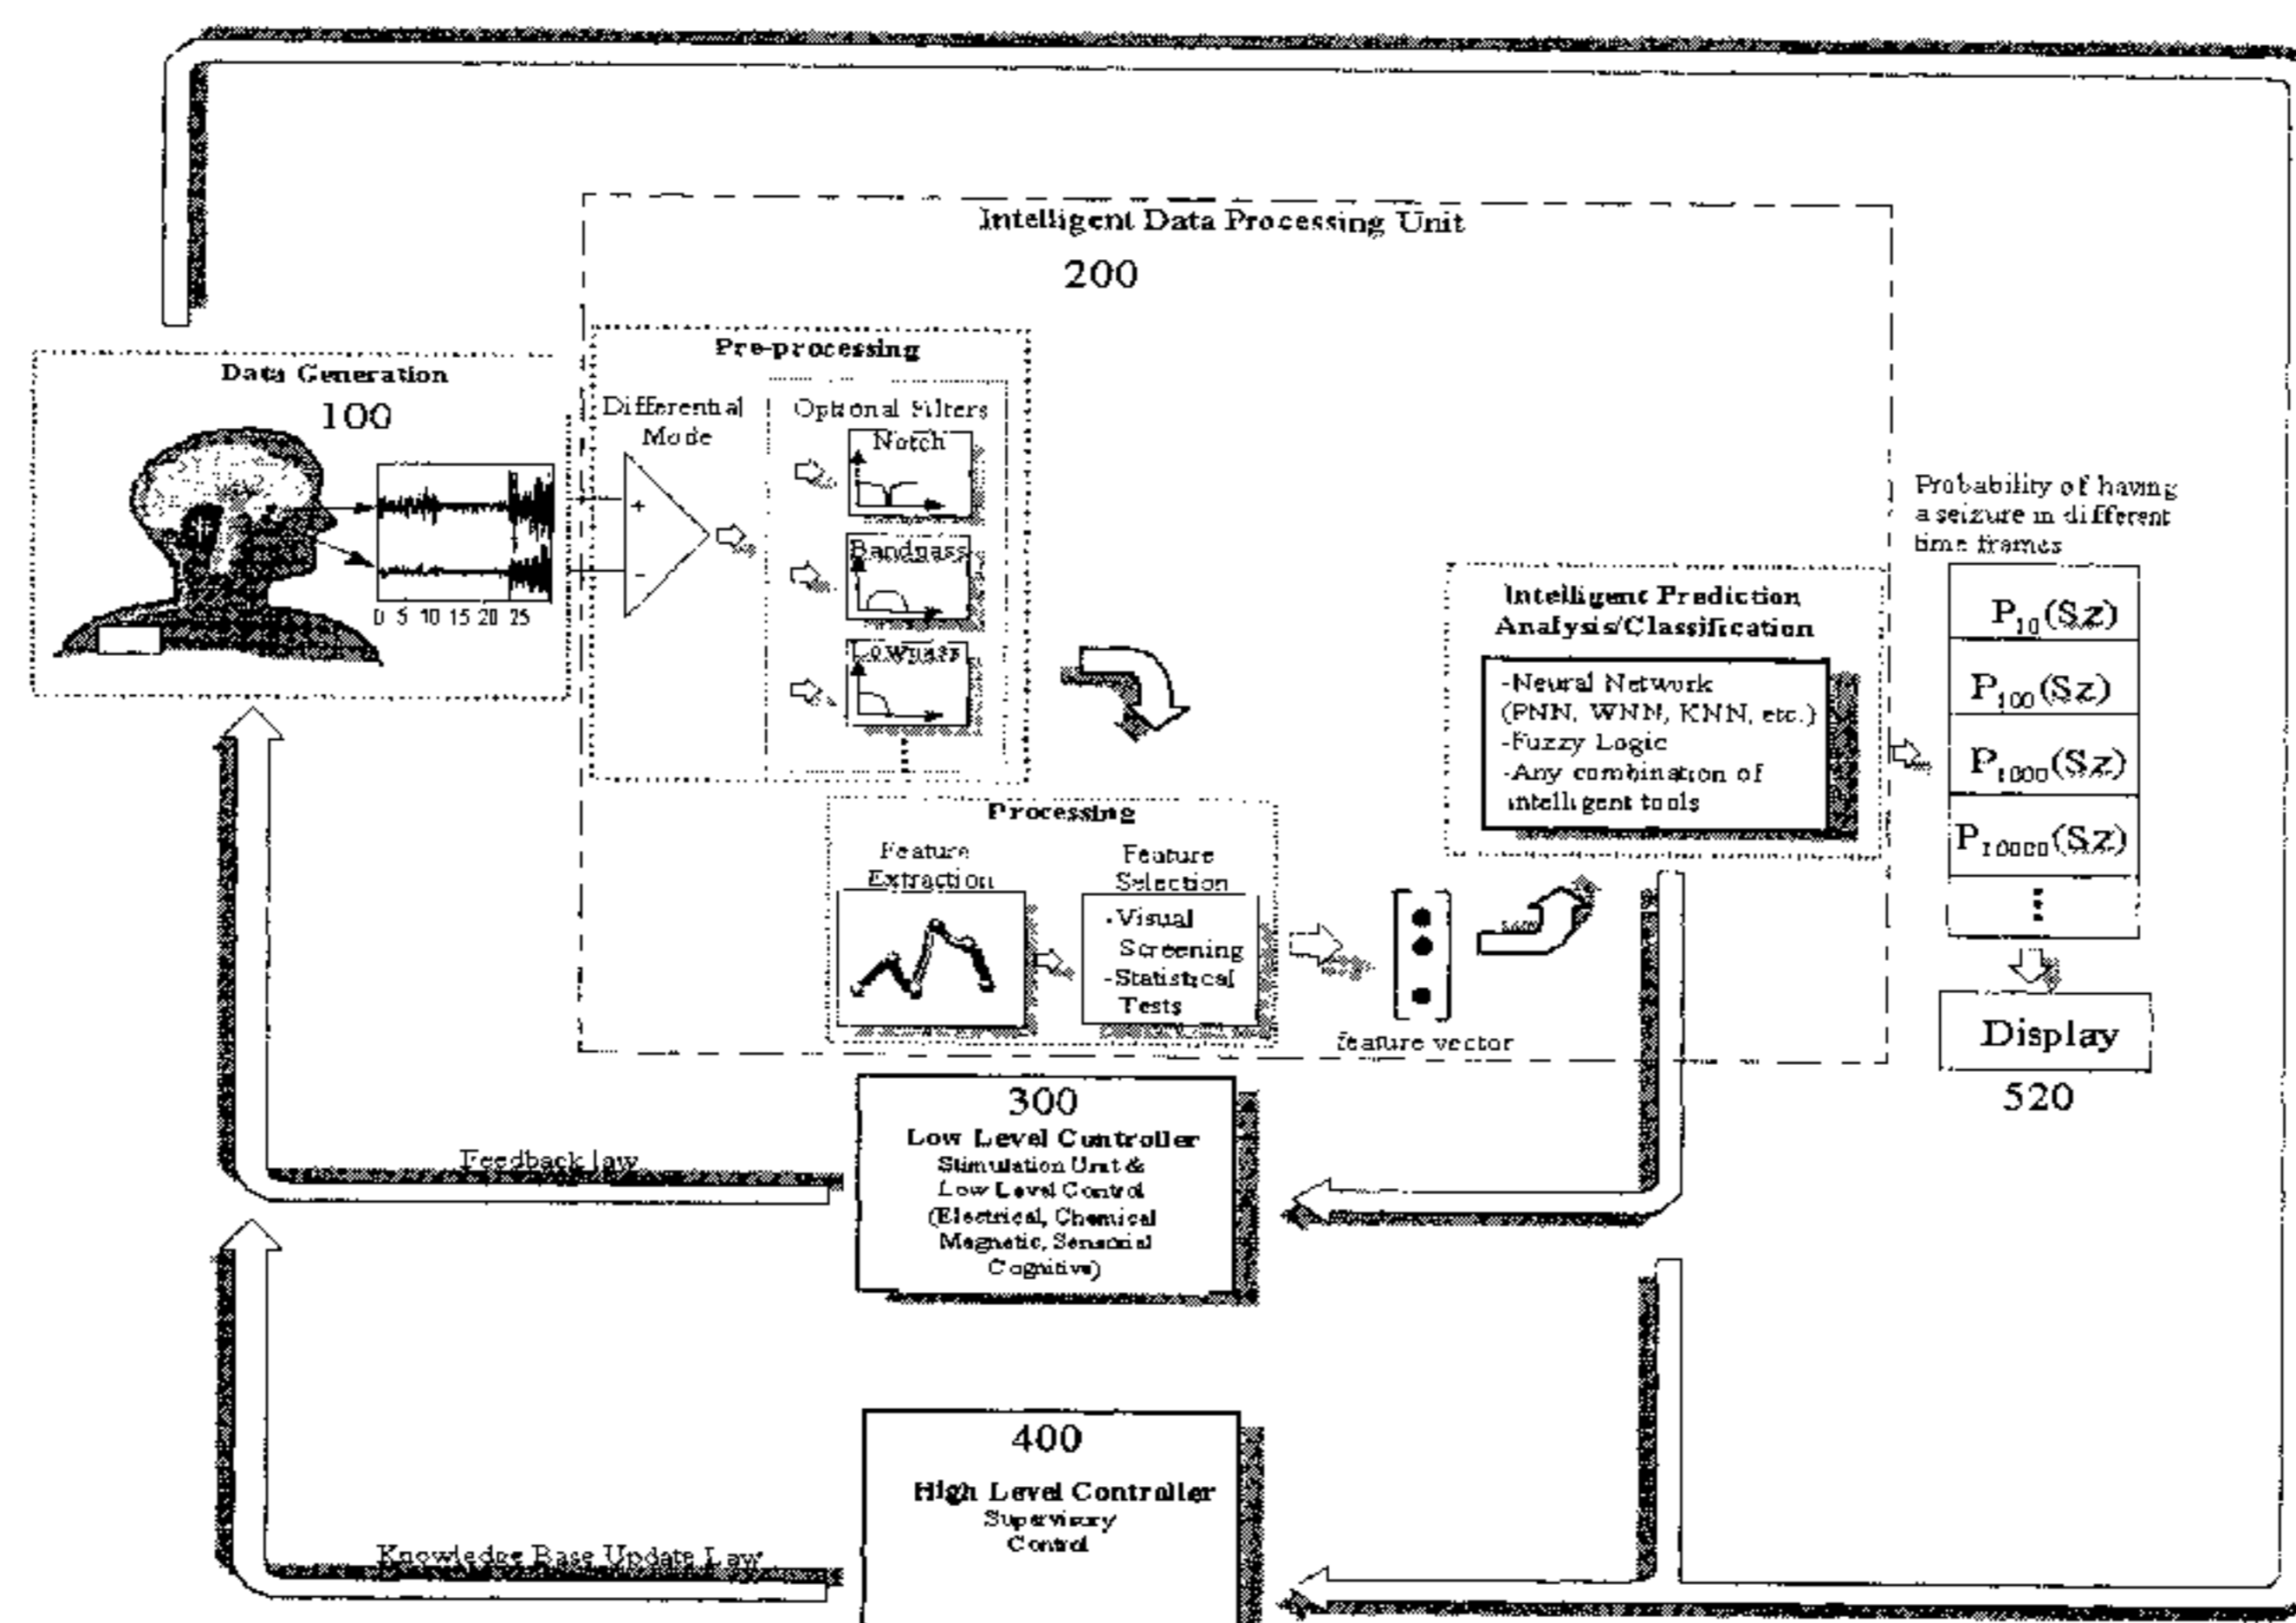 Intelligent Data Processing Unit
200
Data Generation
100
0 5 10 15 20 25
Pre-processing
Differential
Mode
+
-
Optional Filters
Notch
Bandpass
Lowpass
Processing
Feature
Extraction
Feature
Selection
-Visual
Screening
-Statistical
Tests
feature vector
Intelligent Prediction
Analysis/Classification
-Neural Network
(PNN, WNN, KNN, etc.)
-Fuzzy Logic
-Any combination of
intelligent tools
Probability of having
a seizure in different
time frames
P10(Sz)
P100(Sz)
P1000(Sz)
P10000(Sz)
Display
520
300
Low Level Controller
Stimulation Unit &
Low Level Control
(Electrical, Chemical
Magnetic, Sensorial
Cognitive)
Feedback law
400
High Level Controller
Supervisory
Control
Knowledge Base Update Law